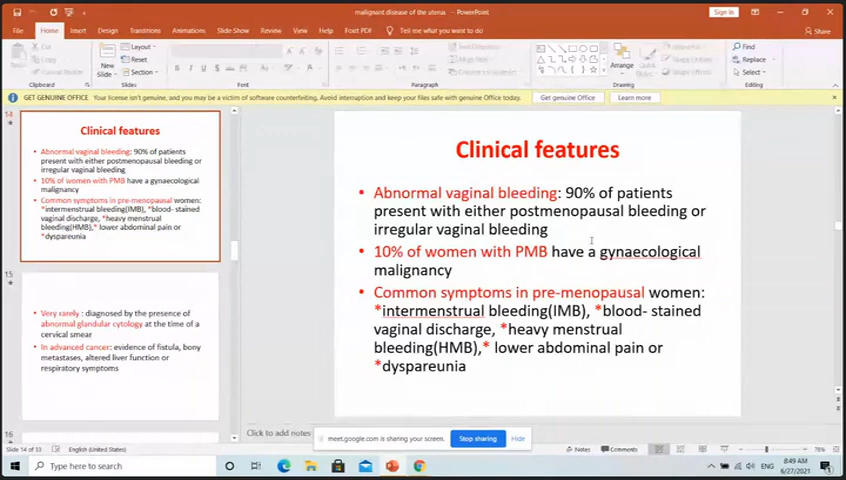 malignant disease of the uterus - PowerPoint
Sign in
File Home Insert Design Transitions Animations Slide Show Review View Help Foxit PDF Tell me what you want to do Share
Cut
Copy
Paste
New Slide
Layout
Reset
Section
Arrange
Quick Styles
Find
Replace
Select
Clipboard Slides Font Paragraph Drawing Editing
GET GENUINE OFFICE Your license isn't genuine, and you may be a victim of software counterfeiting. Avoid interruption and keep your files safe with genuine Office today. Get genuine Office Learn more
14
Clinical features
Abnormal vaginal bleeding: 90% of patients
present with either postmenopausal bleeding or
irregular vaginal bleeding
10% of women with PMB have a gynaecological
malignancy
Common symptoms in pre-menopausal women:
*intermenstrual bleeding(IMB), *blood- stained
vaginal discharge, *heavy menstrual
bleeding(HMB),* lower abdominal pain or
*dyspareunia
15
Very rarely : diagnosed by the presence of
abnormal glandular cytology at the time of a
cervical smear
In advanced cancer: evidence of fistula, bony
metastases, altered liver function or
respiratory symptoms
16
Clinical features
• Abnormal vaginal bleeding: 90% of patients
present with either postmenopausal bleeding or
irregular vaginal bleeding
• 10% of women with PMB have a gynaecological
malignancy
• Common symptoms in pre-menopausal women:
*intermenstrual bleeding(IMB), *blood- stained
vaginal discharge, *heavy menstrual
bleeding(HMB),* lower abdominal pain or
*dyspareunia
Click to add notes
meet.google.com is sharing your screen. Stop sharing Hide
Slide 14 of 33 English (United States) Notes Comments 78%
Type here to search
ENG
8:49 AM
6/27/2021